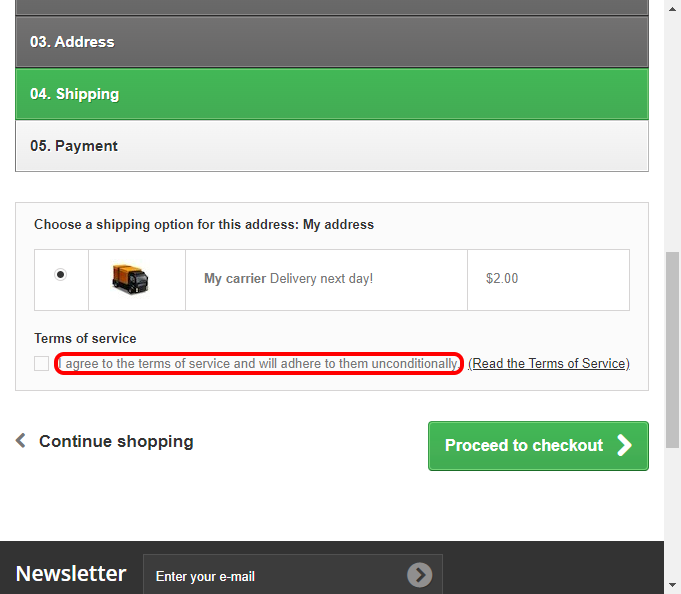 03. Address
04. Shipping
05. Payment
Choose a shipping option for this address: My address
My carrier Delivery next day! $2.00
Terms of service
I agree to the terms of service and will adhere to them unconditionally. (Read the Terms of Service)
Continue shopping Proceed to checkout
Newsletter Enter your e-mail